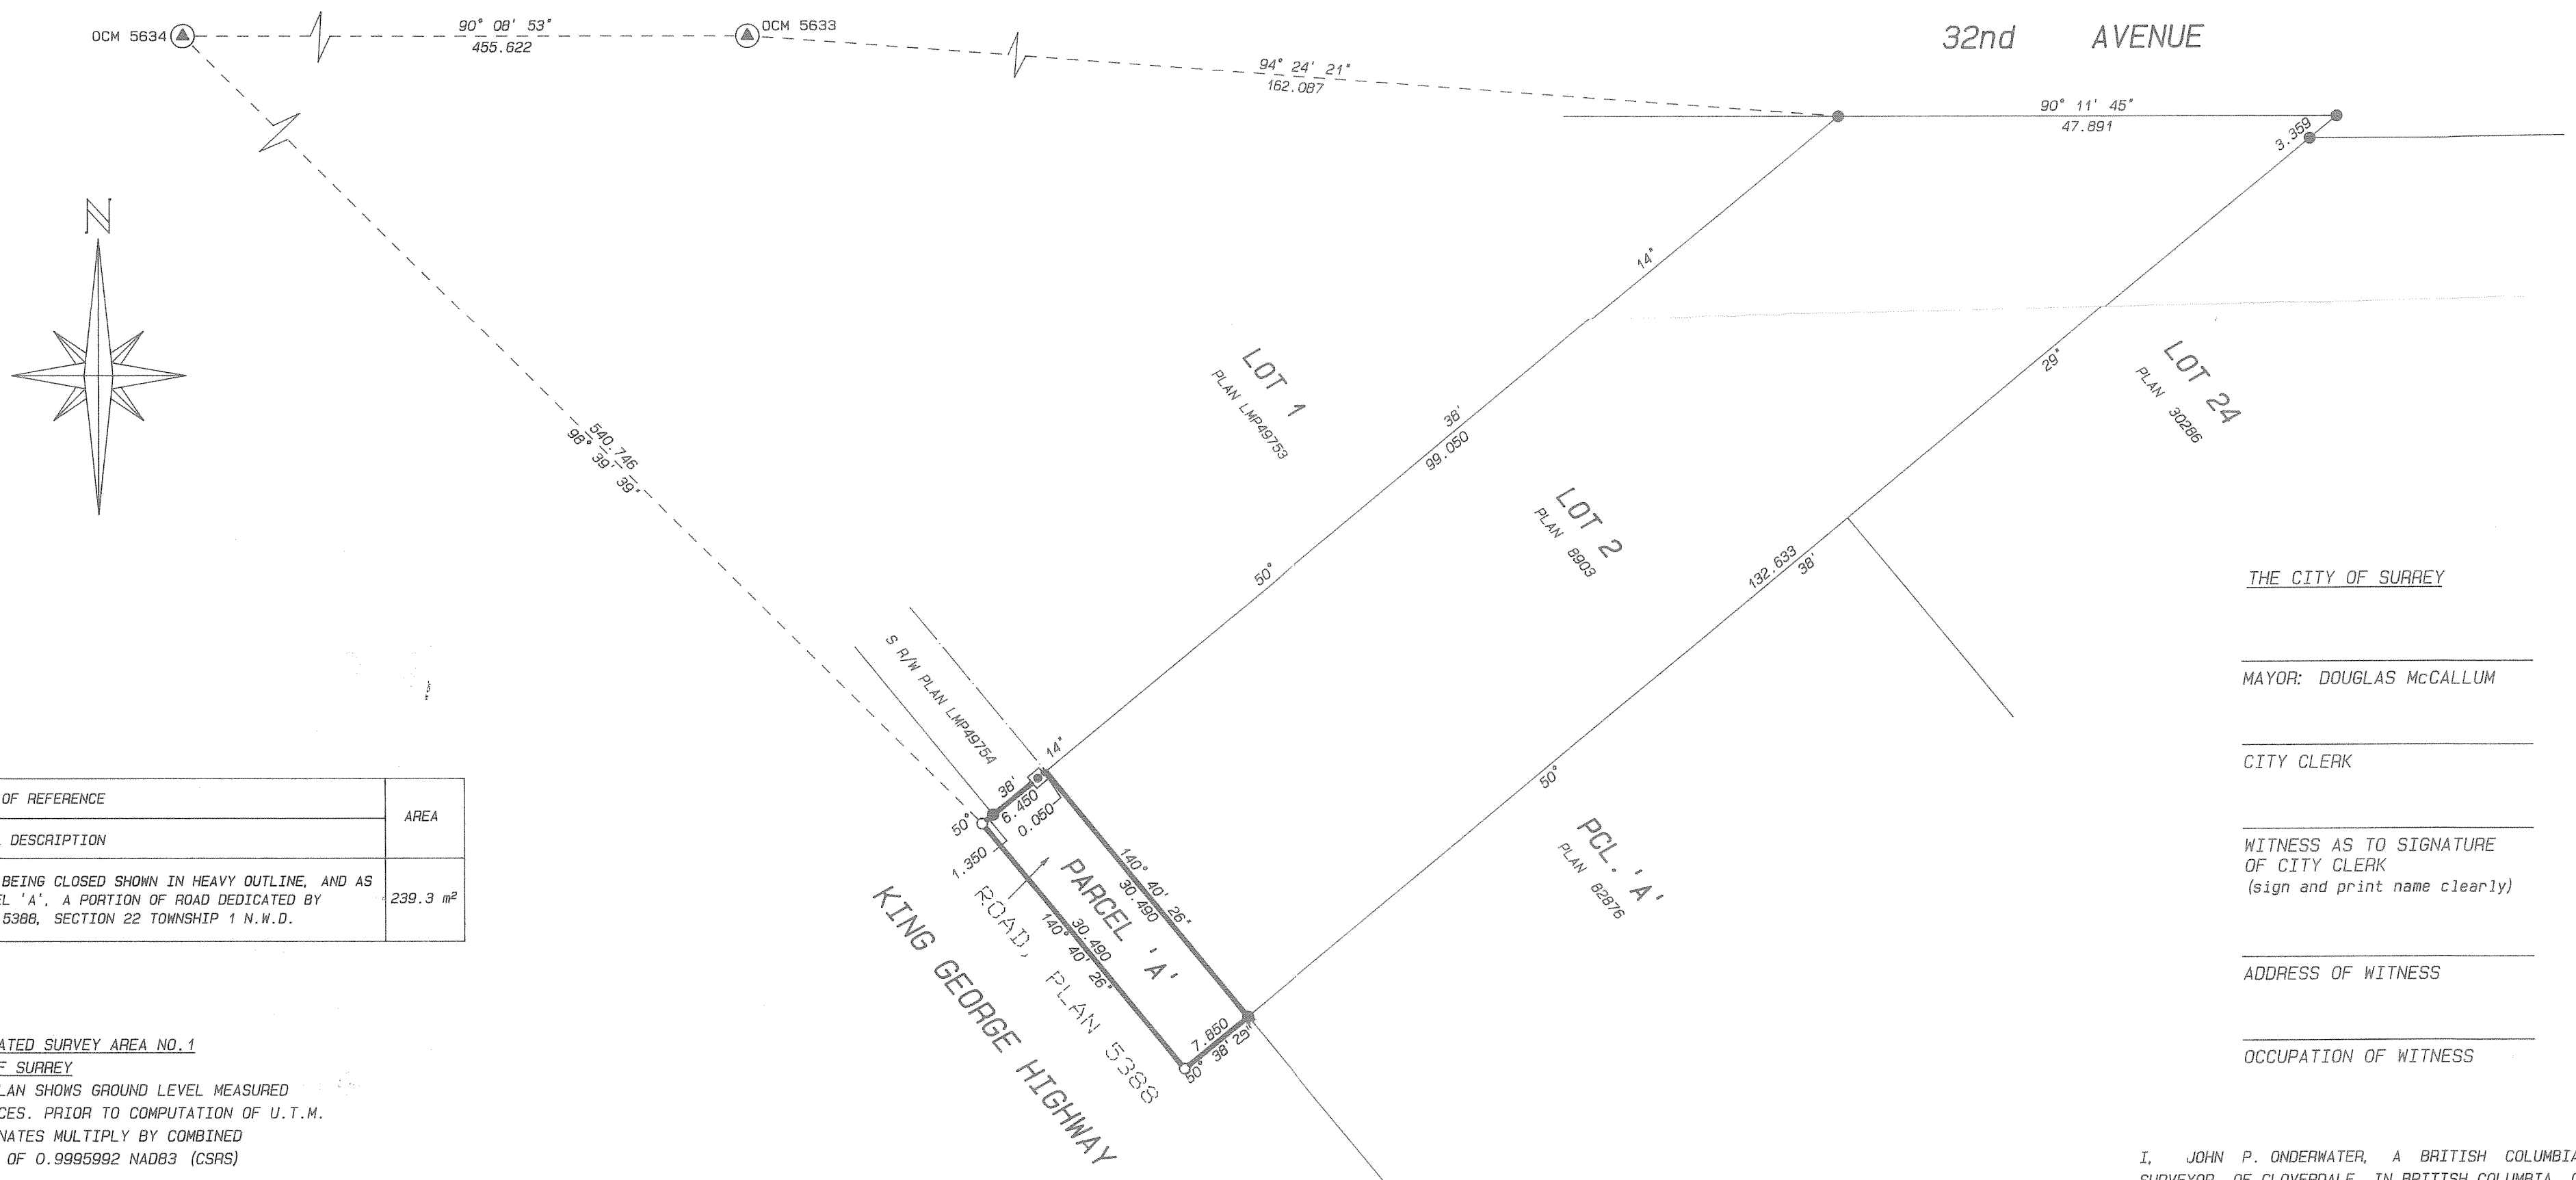 OCM 5634
90° 08' 53"
455.622
OCM 5633
94° 24' 21"
162.087
32nd AVENUE
90° 11' 45"
47.891
3.359
N
14"
38'
99.050
50°
LOT 1
PLAN LMP49753
LOT 24
PLAN 30286
29"
132.633
38'
50°
LOT 2
PLAN 8903
540.746
98° 39' 39"
S R/W PLAN LMP49754
14"
38'
50°
6.450
0.050
1.350
140° 40' 26"
30.490
PARCEL 'A'
30.490
140° 40' 26"
ROAD, PLAN 5388
KING GEORGE HIGHWAY
7.850
50° 38' 29"
PCL. 'A'
PLAN 82876
OF REFERENCE
AREA
DESCRIPTION
BEING CLOSED SHOWN IN HEAVY OUTLINE, AND AS
EL 'A', A PORTION OF ROAD DEDICATED BY
5388, SECTION 22 TOWNSHIP 1 N.W.D.
239.3 m²
ATED SURVEY AREA NO.1
F SURREY
LAN SHOWS GROUND LEVEL MEASURED
CES. PRIOR TO COMPUTATION OF U.T.M.
NATES MULTIPLY BY COMBINED
OF 0.9995992 NAD83 (CSRS)
THE CITY OF SURREY
MAYOR: DOUGLAS McCALLUM
CITY CLERK
WITNESS AS TO SIGNATURE
OF CITY CLERK
(sign and print name clearly)
ADDRESS OF WITNESS
OCCUPATION OF WITNESS
I, JOHN P. ONDERWATER, A BRITISH COLUMBIA
SURVEYOR, OF CLOVERDALE, IN BRITISH COLUMBIA,